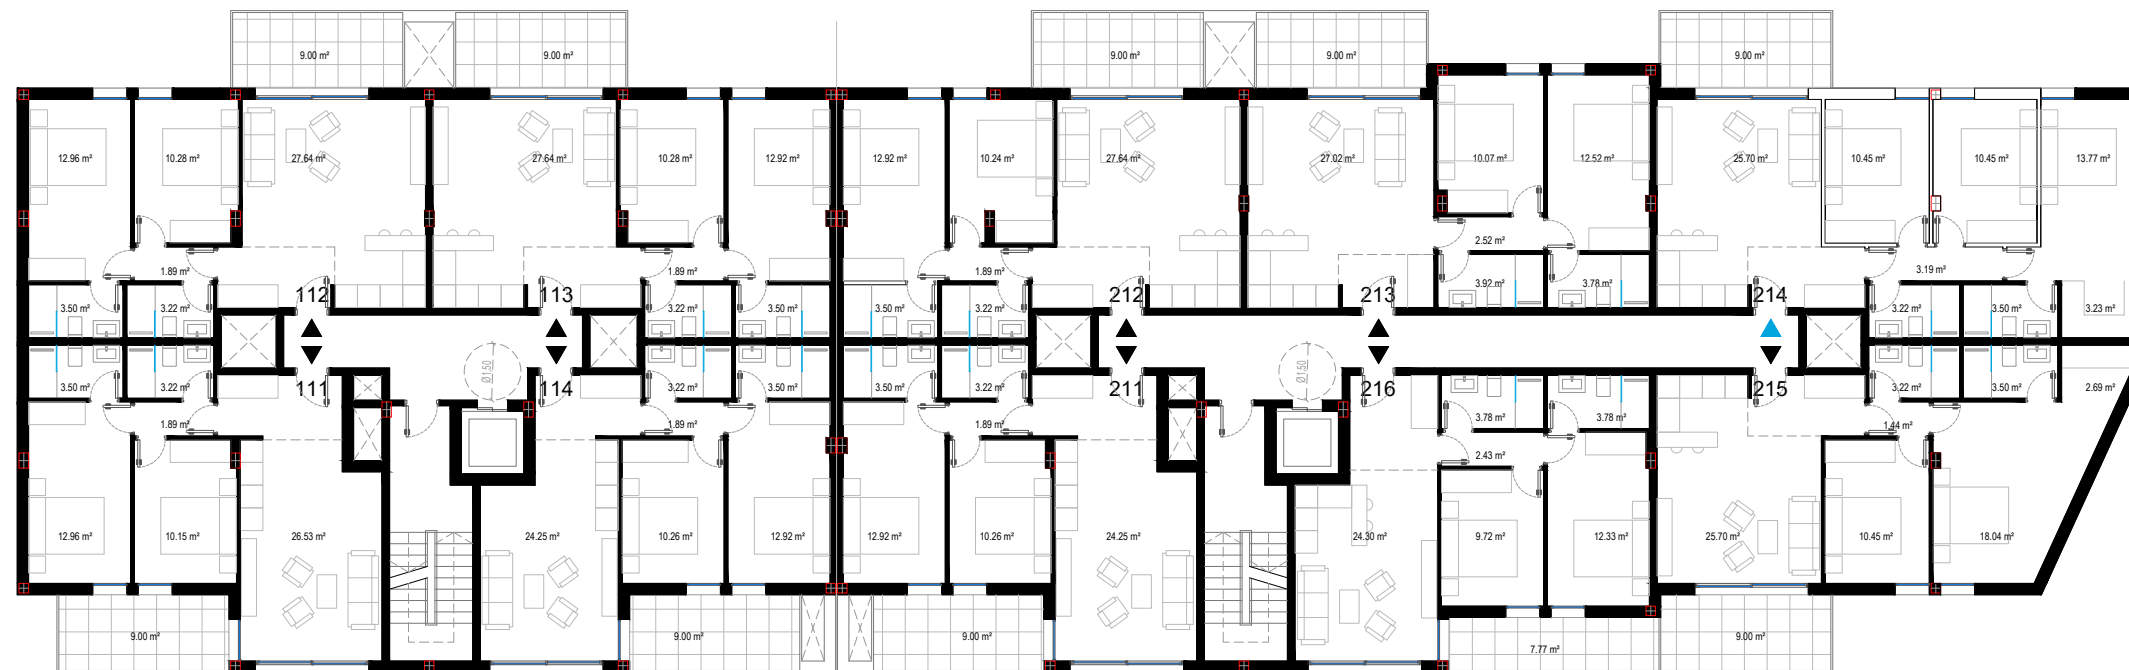 9.00 m²
9.00 m²
9.00 m²
9.00 m²
9.00 m²
12.96 m²
10.28 m²
27.64 m²
27.64 m²
10.28 m²
12.92 m²
12.92 m²
10.24 m²
27.64 m²
27.02 m²
10.07 m²
12.52 m²
25.70 m²
10.45 m²
10.45 m²
13.77 m²
2.52 m²
1.89 m²
1.89 m²
1.89 m²
3.19 m²
3.92 m²
3.78 m²
112
113
212
213
214
3.50 m²
3.22 m²
3.22 m²
3.50 m²
3.50 m²
3.22 m²
3.22 m²
3.50 m²
3.23 m²
Ø150
Ø150
3.50 m²
3.22 m²
111
114
3.22 m²
3.50 m²
3.50 m²
3.22 m²
211
216
215
3.22 m²
3.50 m²
2.69 m²
3.78 m²
3.78 m²
1.89 m²
1.89 m²
1.89 m²
1.44 m²
2.43 m²
12.96 m²
10.15 m²
26.53 m²
24.25 m²
10.26 m²
12.92 m²
12.92 m²
10.26 m²
24.25 m²
24.30 m²
9.72 m²
12.33 m²
25.70 m²
10.45 m²
18.04 m²
9.00 m²
9.00 m²
9.00 m²
9.00 m²
7.77 m²